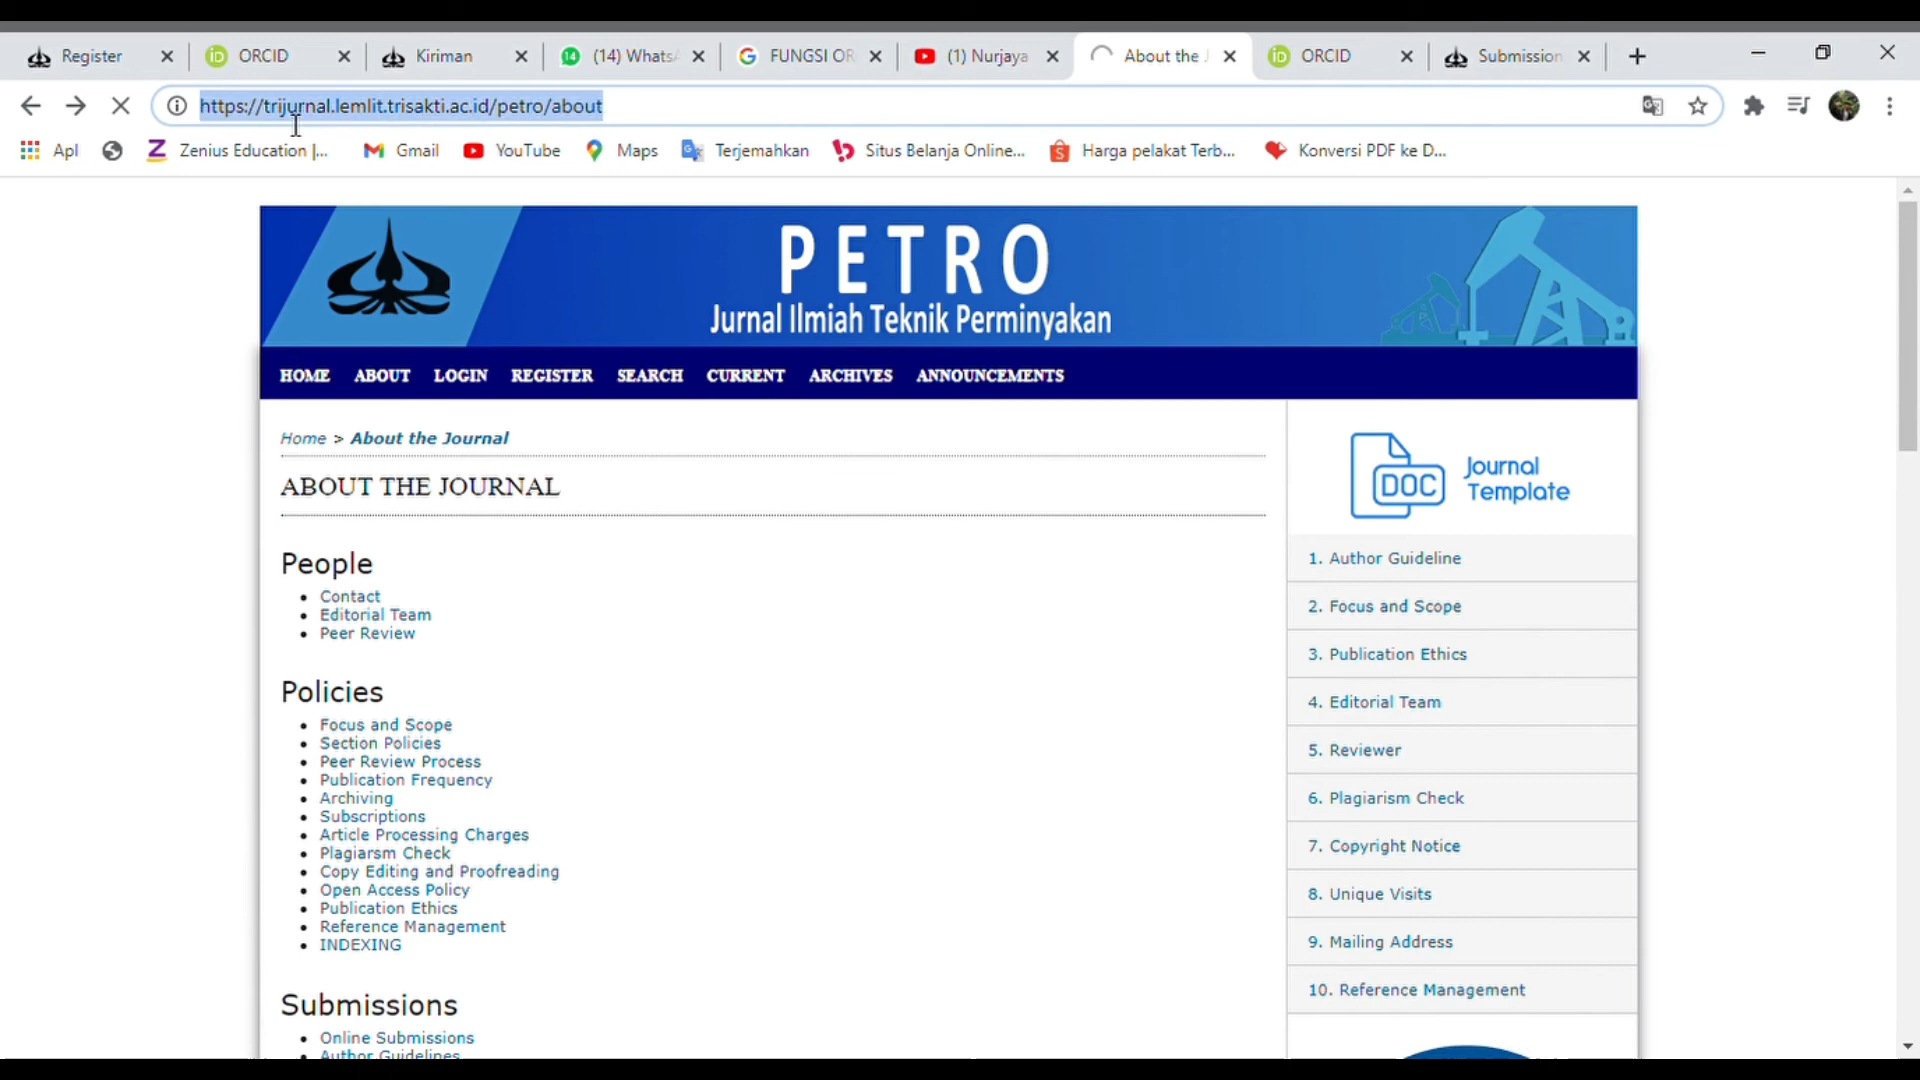 Register
ORCID
Kiriman
(14) Whats
FUNGSI OR
(1) Nurjaya
About the J
ORCID
Submission
https://trijurnal.lemlit.trisakti.ac.id/petro/about
Apl
Zenius Education |...
Gmail
YouTube
Maps
Terjemahkan
Situs Belanja Online...
Harga pelakat Terb...
Konversi PDF ke D...
PETRO
Jurnal Ilmiah Teknik Perminyakan
HOME ABOUT LOGIN REGISTER SEARCH CURRENT ARCHIVES ANNOUNCEMENTS
Home > About the Journal
ABOUT THE JOURNAL
People
Contact
Editorial Team
Peer Review
Policies
Focus and Scope
Section Policies
Peer Review Process
Publication Frequency
Archiving
Subscriptions
Article Processing Charges
Plagiarsm Check
Copy Editing and Proofreading
Open Access Policy
Publication Ethics
Reference Management
INDEXING
Submissions
Online Submissions
Author Guidelines
DOC
Journal
Template
1. Author Guideline
2. Focus and Scope
3. Publication Ethics
4. Editorial Team
5. Reviewer
6. Plagiarism Check
7. Copyright Notice
8. Unique Visits
9. Mailing Address
10. Reference Management